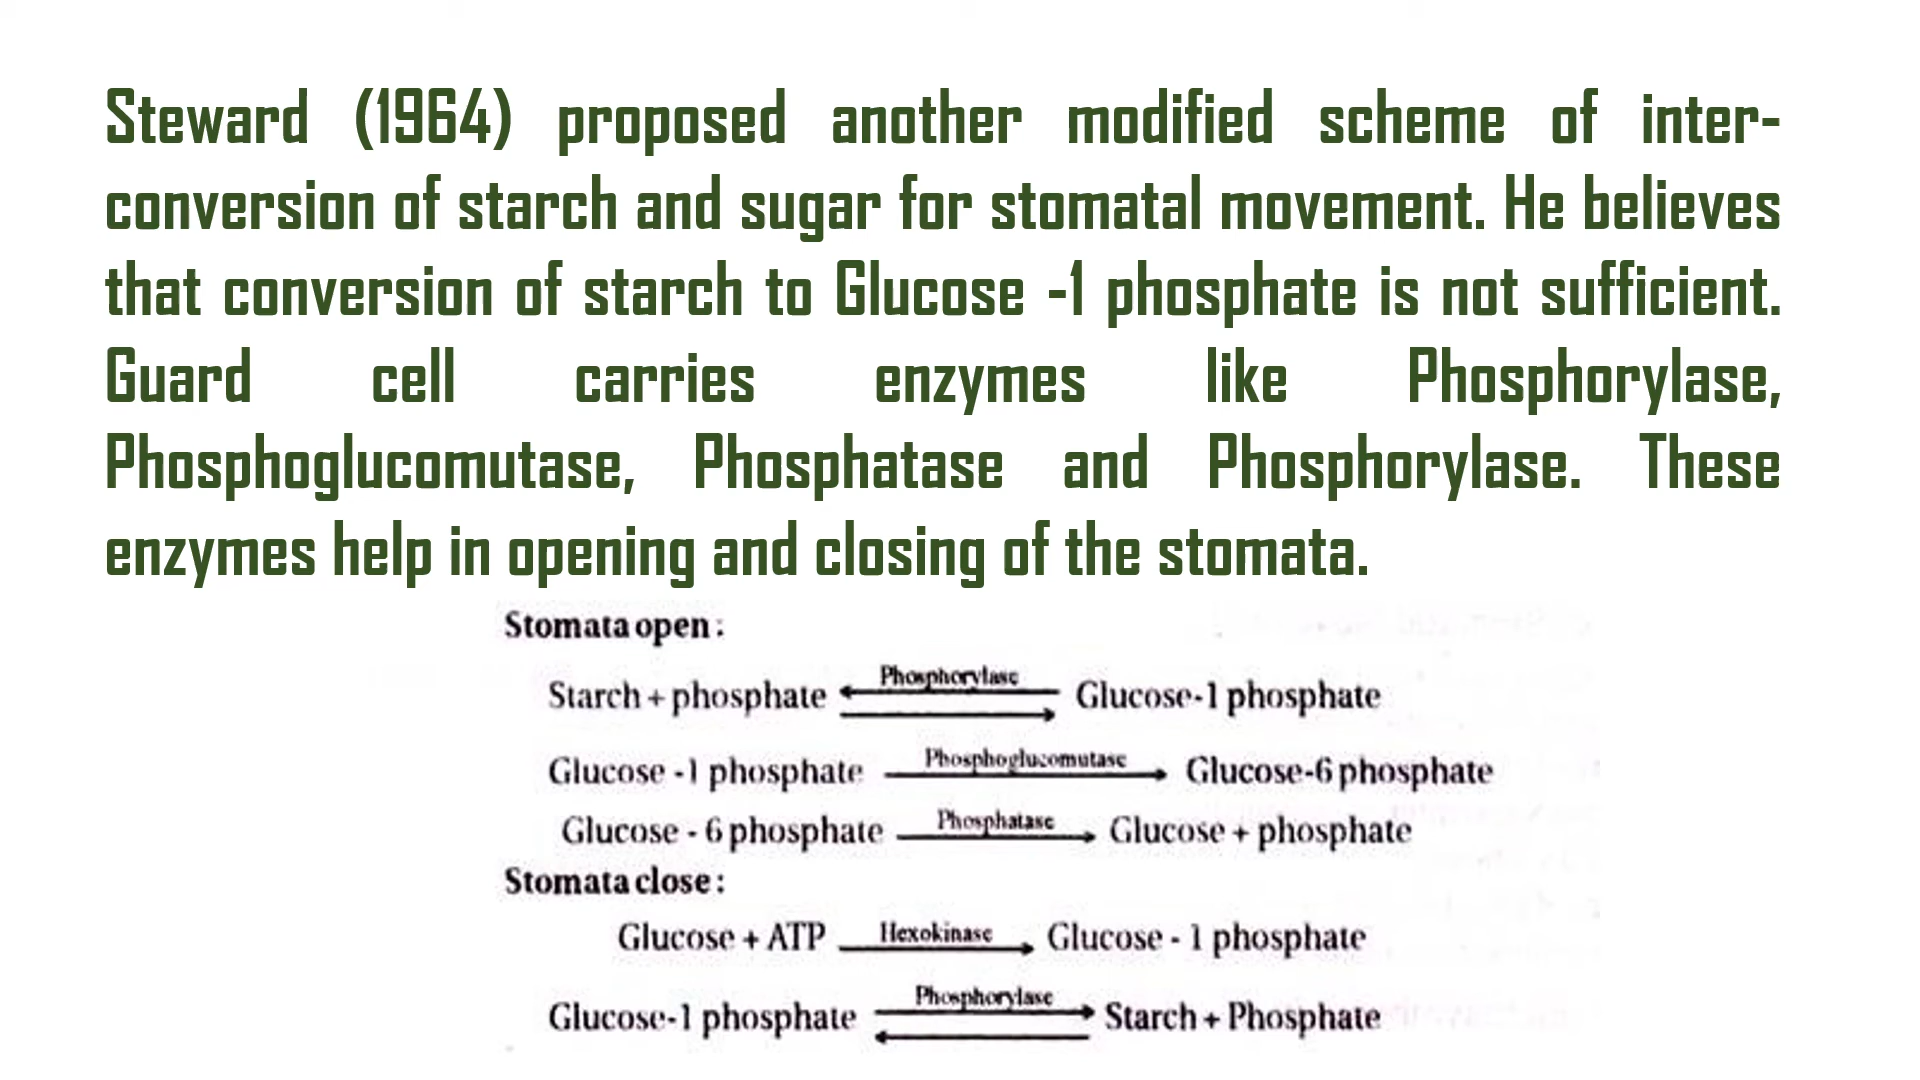 Steward (1964) proposed another modified scheme of inter-
conversion of starch and sugar for stomatal movement. He believes
that conversion of starch to Glucose -1 phosphate is not sufficient.
Guard cell carries enzymes like Phosphorylase,
Phosphoglucomutase, Phosphatase and Phosphorylase. These
enzymes help in opening and closing of the stomata.
Stomata open :
Starch + phosphate Phosphorylase Glucose-1 phosphate
Glucose -1 phosphate Phosphoglucomutase Glucose-6 phosphate
Glucose - 6 phosphate Phosphatase Glucose + phosphate
Stomata close :
Glucose + ATP Hexokinase Glucose - 1 phosphate
Glucose-1 phosphate Phosphorylase Starch + Phosphate